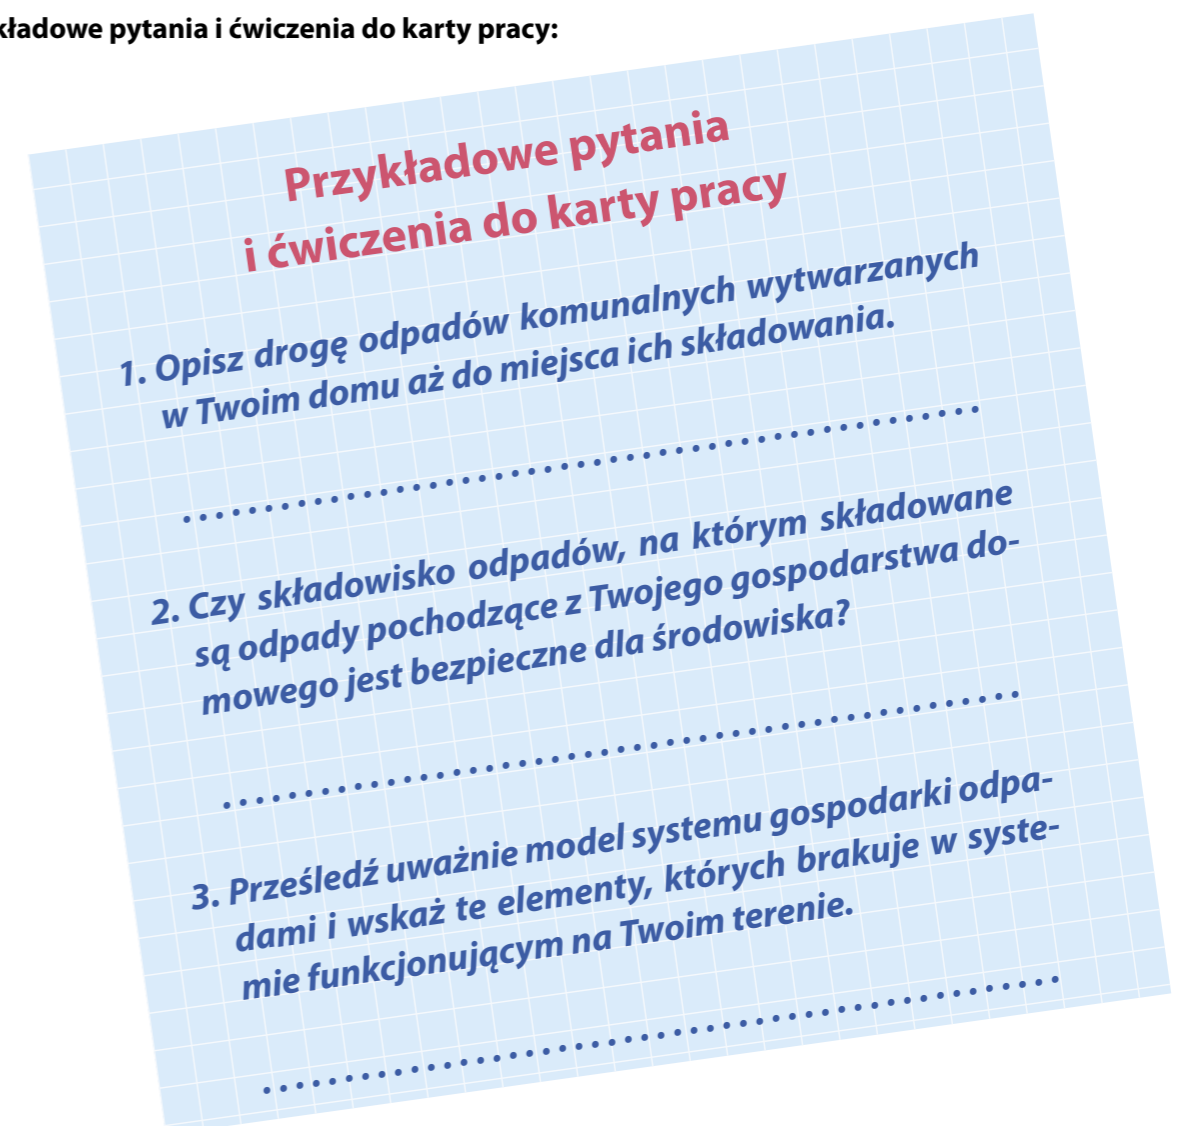 kładowe pytania i ćwiczenia do karty pracy:
Przykładowe pytania
i ćwiczenia do karty pracy
1. Opisz drogę odpadów komunalnych wytwarzanych
w Twoim domu aż do miejsca ich składowania.
2. Czy składowisko odpadów, na którym składowane
są odpady pochodzące z Twojego gospodarstwa do-
mowego jest bezpieczne dla środowiska?
3. Prześledź uważnie model systemu gospodarki odpa-
dami i wskaż te elementy, których brakuje w syste-
mie funkcjonującym na Twoim terenie.